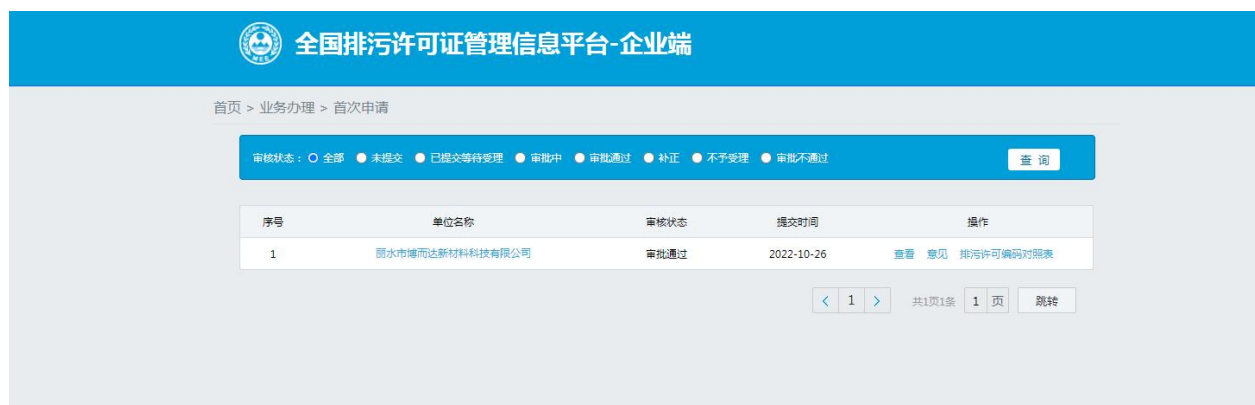 全国排污许可证管理信息平台-企业端
MEE
首页 > 业务办理 > 首次申请
审核状态： 全部 未提交 已提交等待受理 审批中 审批通过 补正 不予受理 审批不通过 查询
序号 单位名称 审核状态 提交时间 操作
1 丽水市博而达新材料科技有限公司 审批通过 2022-10-26 查看 意见 排污许可编码对照表
< 1 > 共1页1条 1 页 跳转